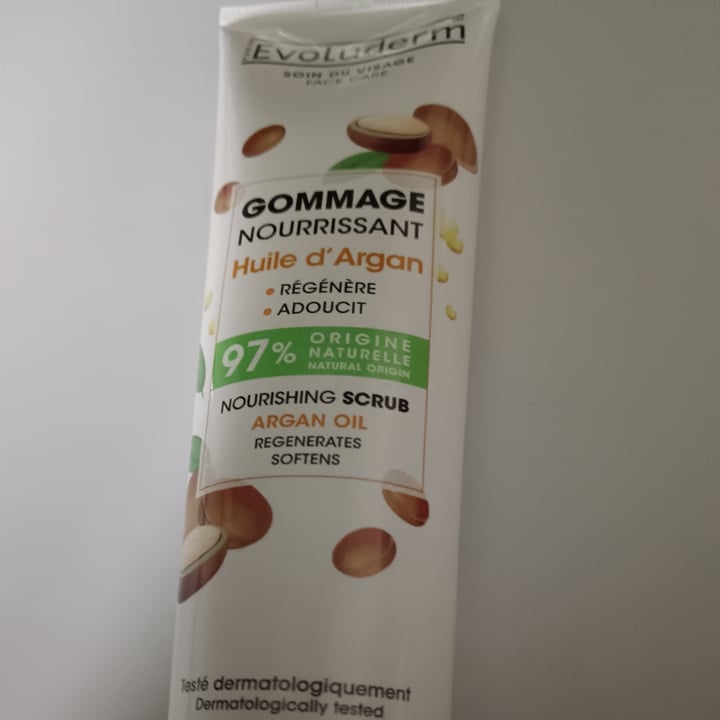 Evoluderm
SOIN DU VISAGE
FACE CARE
GOMMAGE
NOURRISSANT
Huile d'Argan
• RÉGÉNÈRE
• ADOUCIT
97% ORIGINE
NATURELLE
NATURAL ORIGIN
NOURISHING SCRUB
ARGAN OIL
REGENERATES
SOFTENS
Testé dermatologiquement
Dermatologically tested